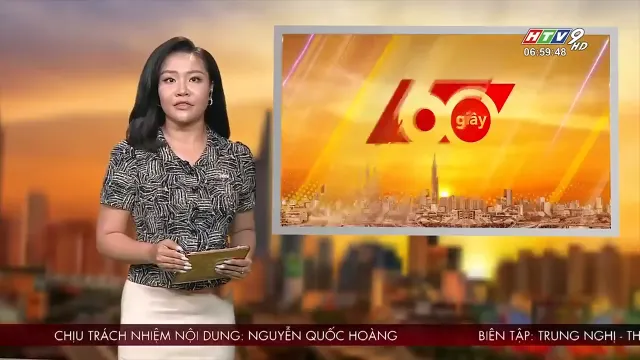 HTV9 HD
06:59:48
60 giây
CHỊU TRÁCH NHIỆM NỘI DUNG: NGUYỄN QUỐC HOÀNG
BIÊN TẬP: TRUNG NGHỊ - TH